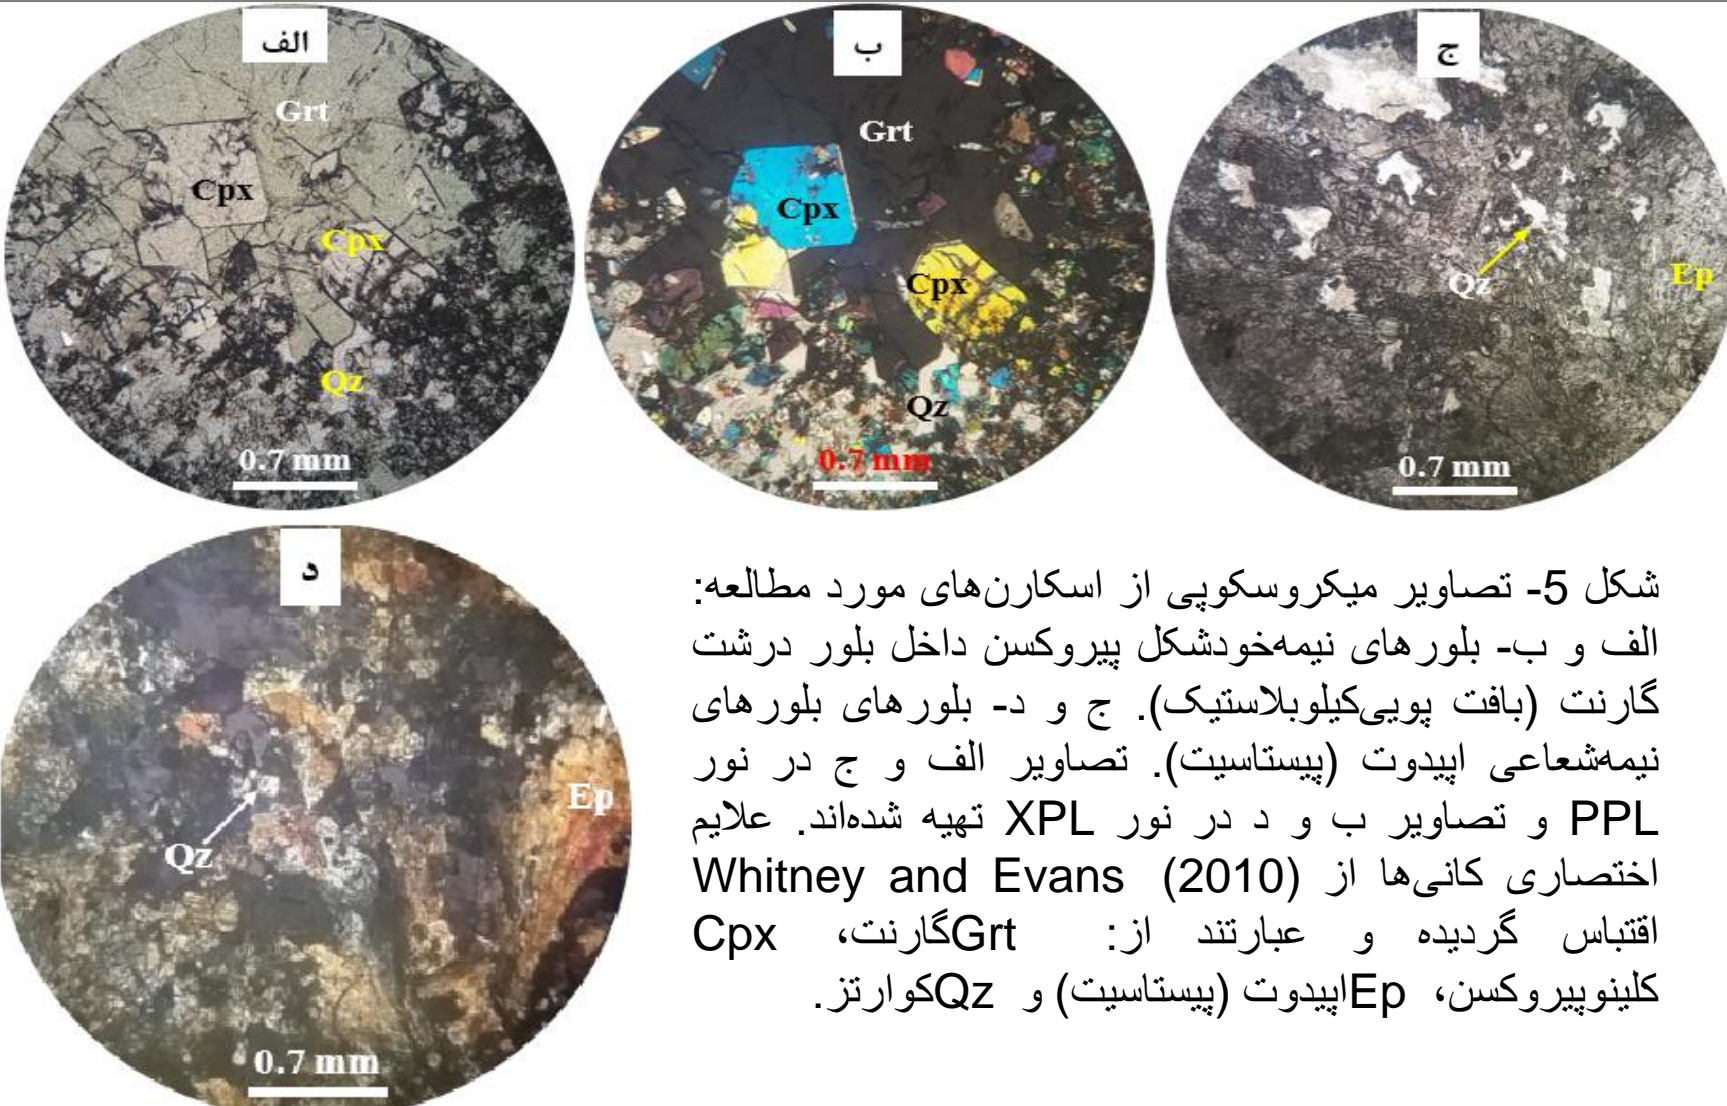 الف
Grt
Cpx
Cpx
Qz
0.7 mm
ب
Grt
Cpx
Cpx
Qz
0.7 mm
ج
Qz
Ep
0.7 mm
د
Ep
Qz
0.7 mm
شکل 5- تصاویر میکروسکوپی از اسکارن‌های مورد مطالعه:
الف و ب- بلورهای نیمه‌خودشکل پیروکسن داخل بلور درشت
گارنت (بافت پویی‌کیلوبلاستیک). ج و د- بلورهای بلورهای
نیمه‌شعاعی اپیدوت (پیستاسیت). تصاویر الف و ج در نور
PPL و تصاویر ب و د در نور XPL تهیه شده‌اند. علایم
اختصاری کانی‌ها از Whitney and Evans (2010)
اقتباس گردیده و عبارتند از: Grtگارنت، Cpx
کلینوپیروکسن، Epاپیدوت (پیستاسیت) و Qzکوارتز.